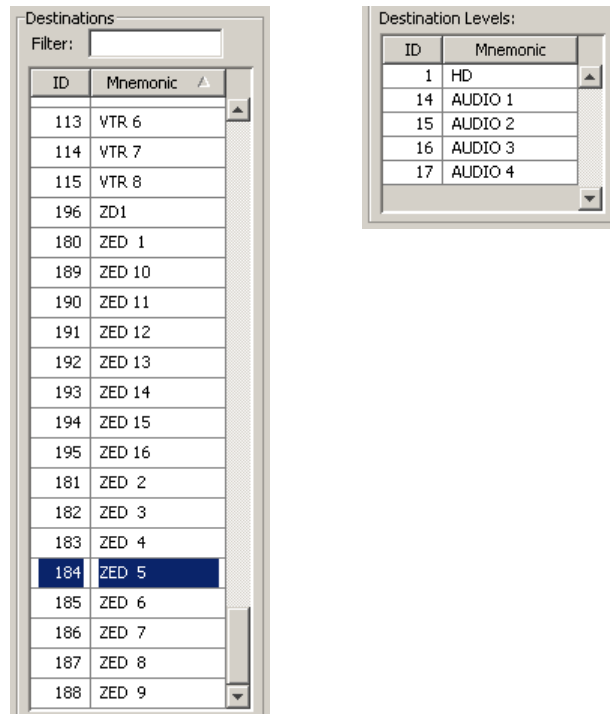 Destinations
Filter:
ID Mnemonic
113 VTR 6
114 VTR 7
115 VTR 8
196 ZD1
180 ZED  1
189 ZED 10
190 ZED 11
191 ZED 12
192 ZED 13
193 ZED 14
194 ZED 15
195 ZED 16
181 ZED  2
182 ZED  3
183 ZED  4
184 ZED  5
185 ZED  6
186 ZED  7
187 ZED  8
188 ZED  9
Destination Levels:
ID Mnemonic
1 HD
14 AUDIO 1
15 AUDIO 2
16 AUDIO 3
17 AUDIO 4